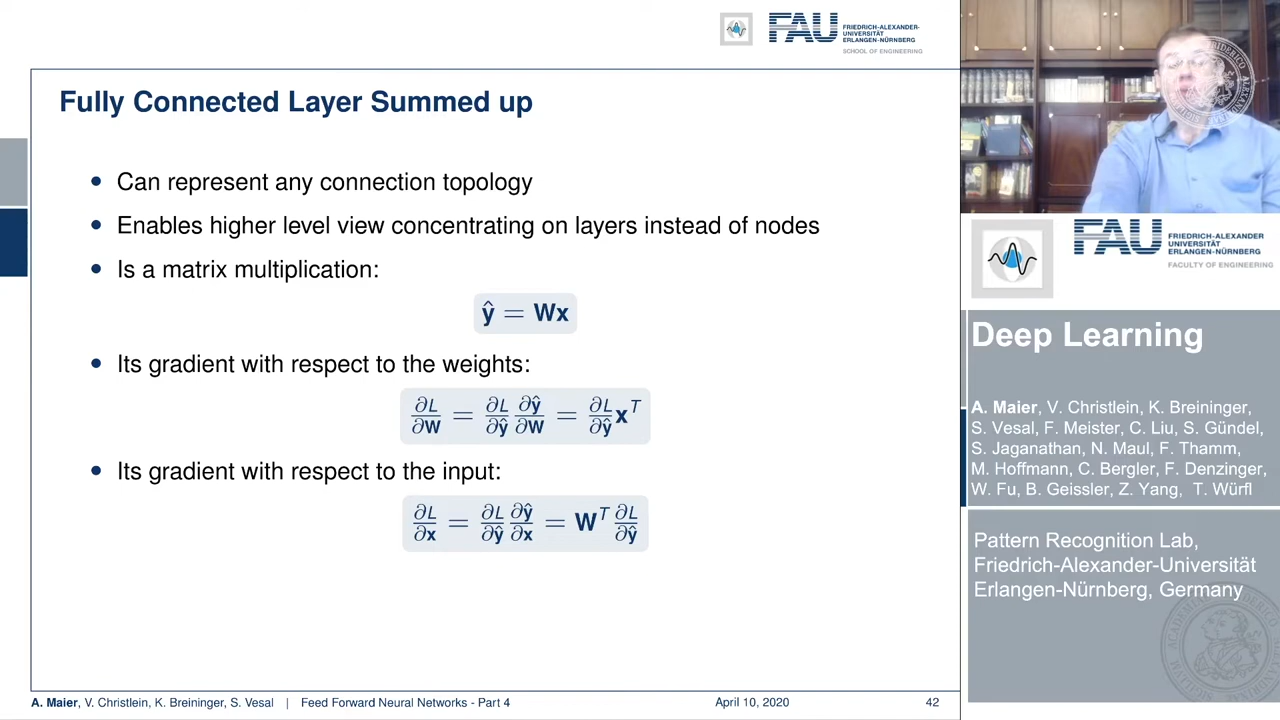 FAU
FRIEDRICH-ALEXANDER-
UNIVERSITÄT
ERLANGEN-NÜRNBERG
SCHOOL OF ENGINEERING
Fully Connected Layer Summed up
• Can represent any connection topology
• Enables higher level view concentrating on layers instead of nodes
• Is a matrix multiplication:
ŷ = Wx
• Its gradient with respect to the weights:
∂L/∂W = ∂L/∂ŷ ∂ŷ/∂W = ∂L/∂ŷ x^T
• Its gradient with respect to the input:
∂L/∂x = ∂L/∂ŷ ∂ŷ/∂x = W^T ∂L/∂ŷ
A. Maier, V. Christlein, K. Breininger, S. Vesal | Feed Forward Neural Networks - Part 4 April 10, 2020 42
FAU
FRIEDRICH-ALEXANDER
UNIVERSITÄT
ERLANGEN-NÜRNBERG
FACULTY OF ENGINEERING
Deep Learning
A. Maier, V. Christlein, K. Breininger,
S. Vesal, F. Meister, C. Liu, S. Gündel,
S. Jaganathan, N. Maul, F. Thamm,
M. Hoffmann, C. Bergler, F. Denzinger,
W. Fu, B. Geissler, Z. Yang, T. Würfl
Pattern Recognition Lab,
Friedrich-Alexander-Universität
Erlangen-Nürnberg, Germany